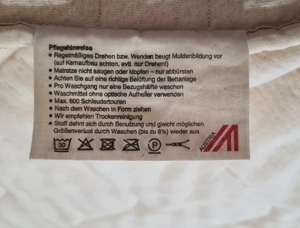 Pflegehinweise
• Regelmäßiges Drehen bzw. Wenden beugt Muldenbildung vor
(auf Kernaufbau achten, evtl. nur Drehen!)
• Matratze nicht saugen oder klopfen – nur abbürsten
• Achten Sie auf eine richtige Belüftung der Bettanlage
• Pro Waschgang nur eine Bezugshälfte waschen
• Waschmittel ohne optische Aufheller verwenden
• Max. 600 Schleudertouren
• Nach dem Waschen in Form ziehen
• Wir empfehlen Trockenreinigung
• Stoff dehnt sich durch Benutzung und gleicht möglichen
Größenverlust durch Waschen (bis zu 8%) wieder aus
P
AUSTRIA
A